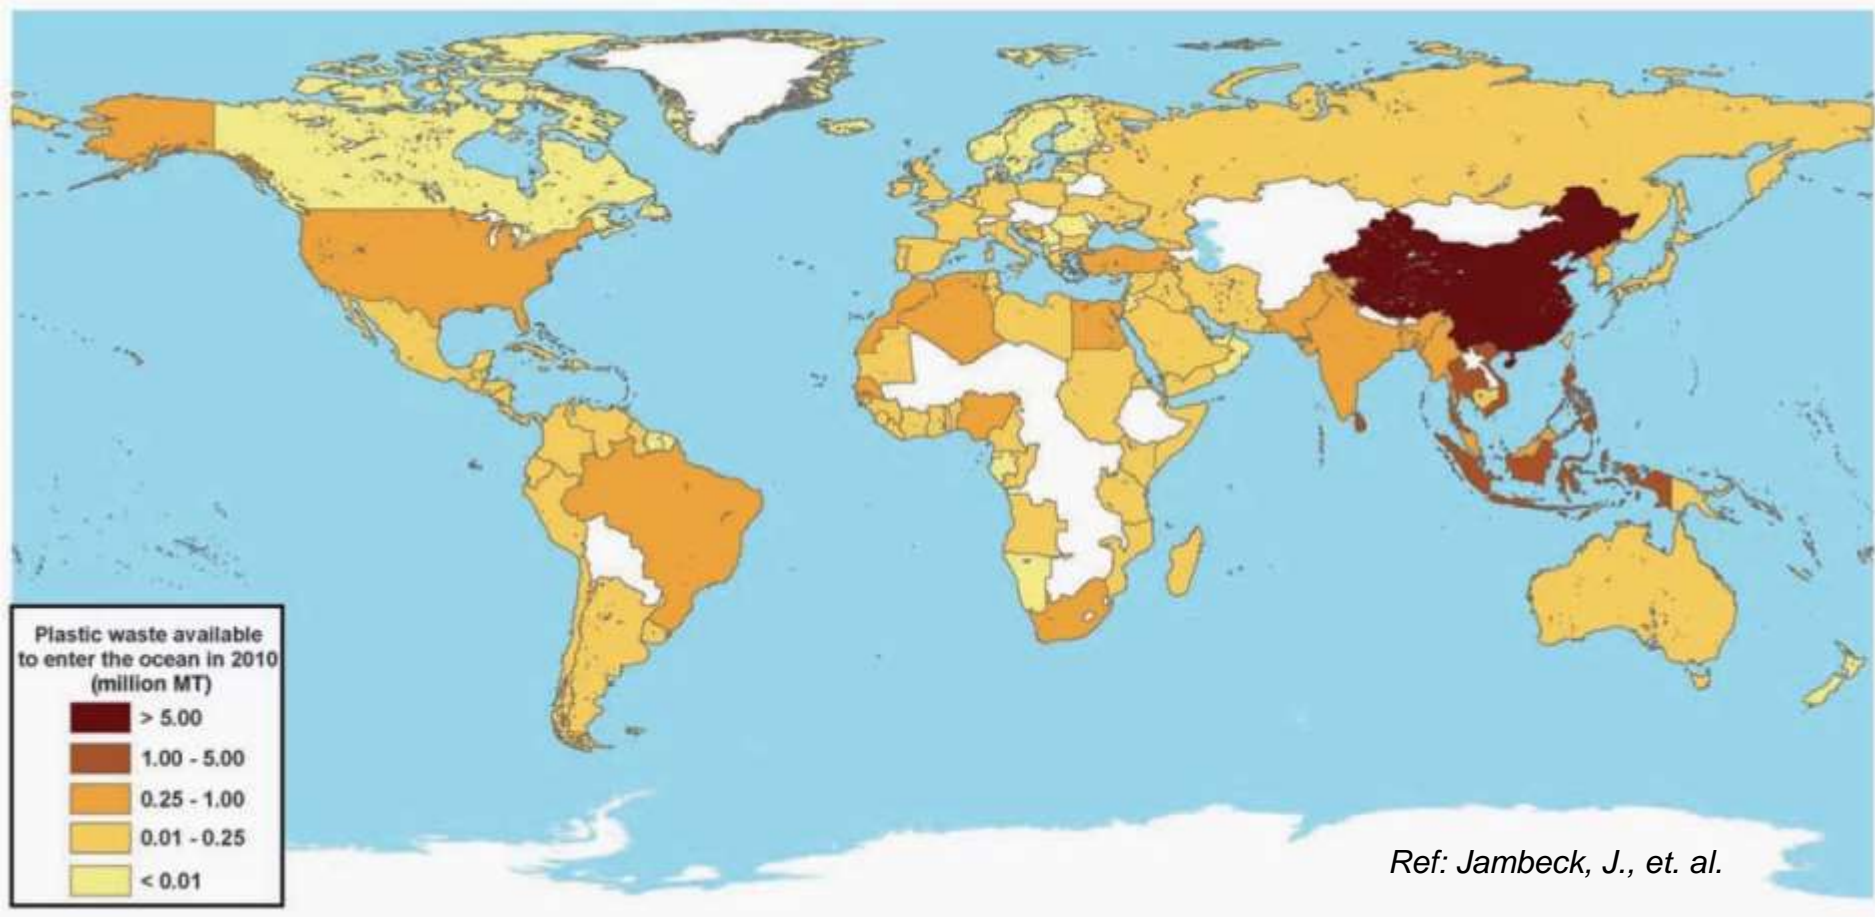 Plastic waste available
to enter the ocean in 2010
(million MT)
> 5.00
1.00 - 5.00
0.25 - 1.00
0.01 - 0.25
< 0.01
Ref: Jambeck, J., et. al.